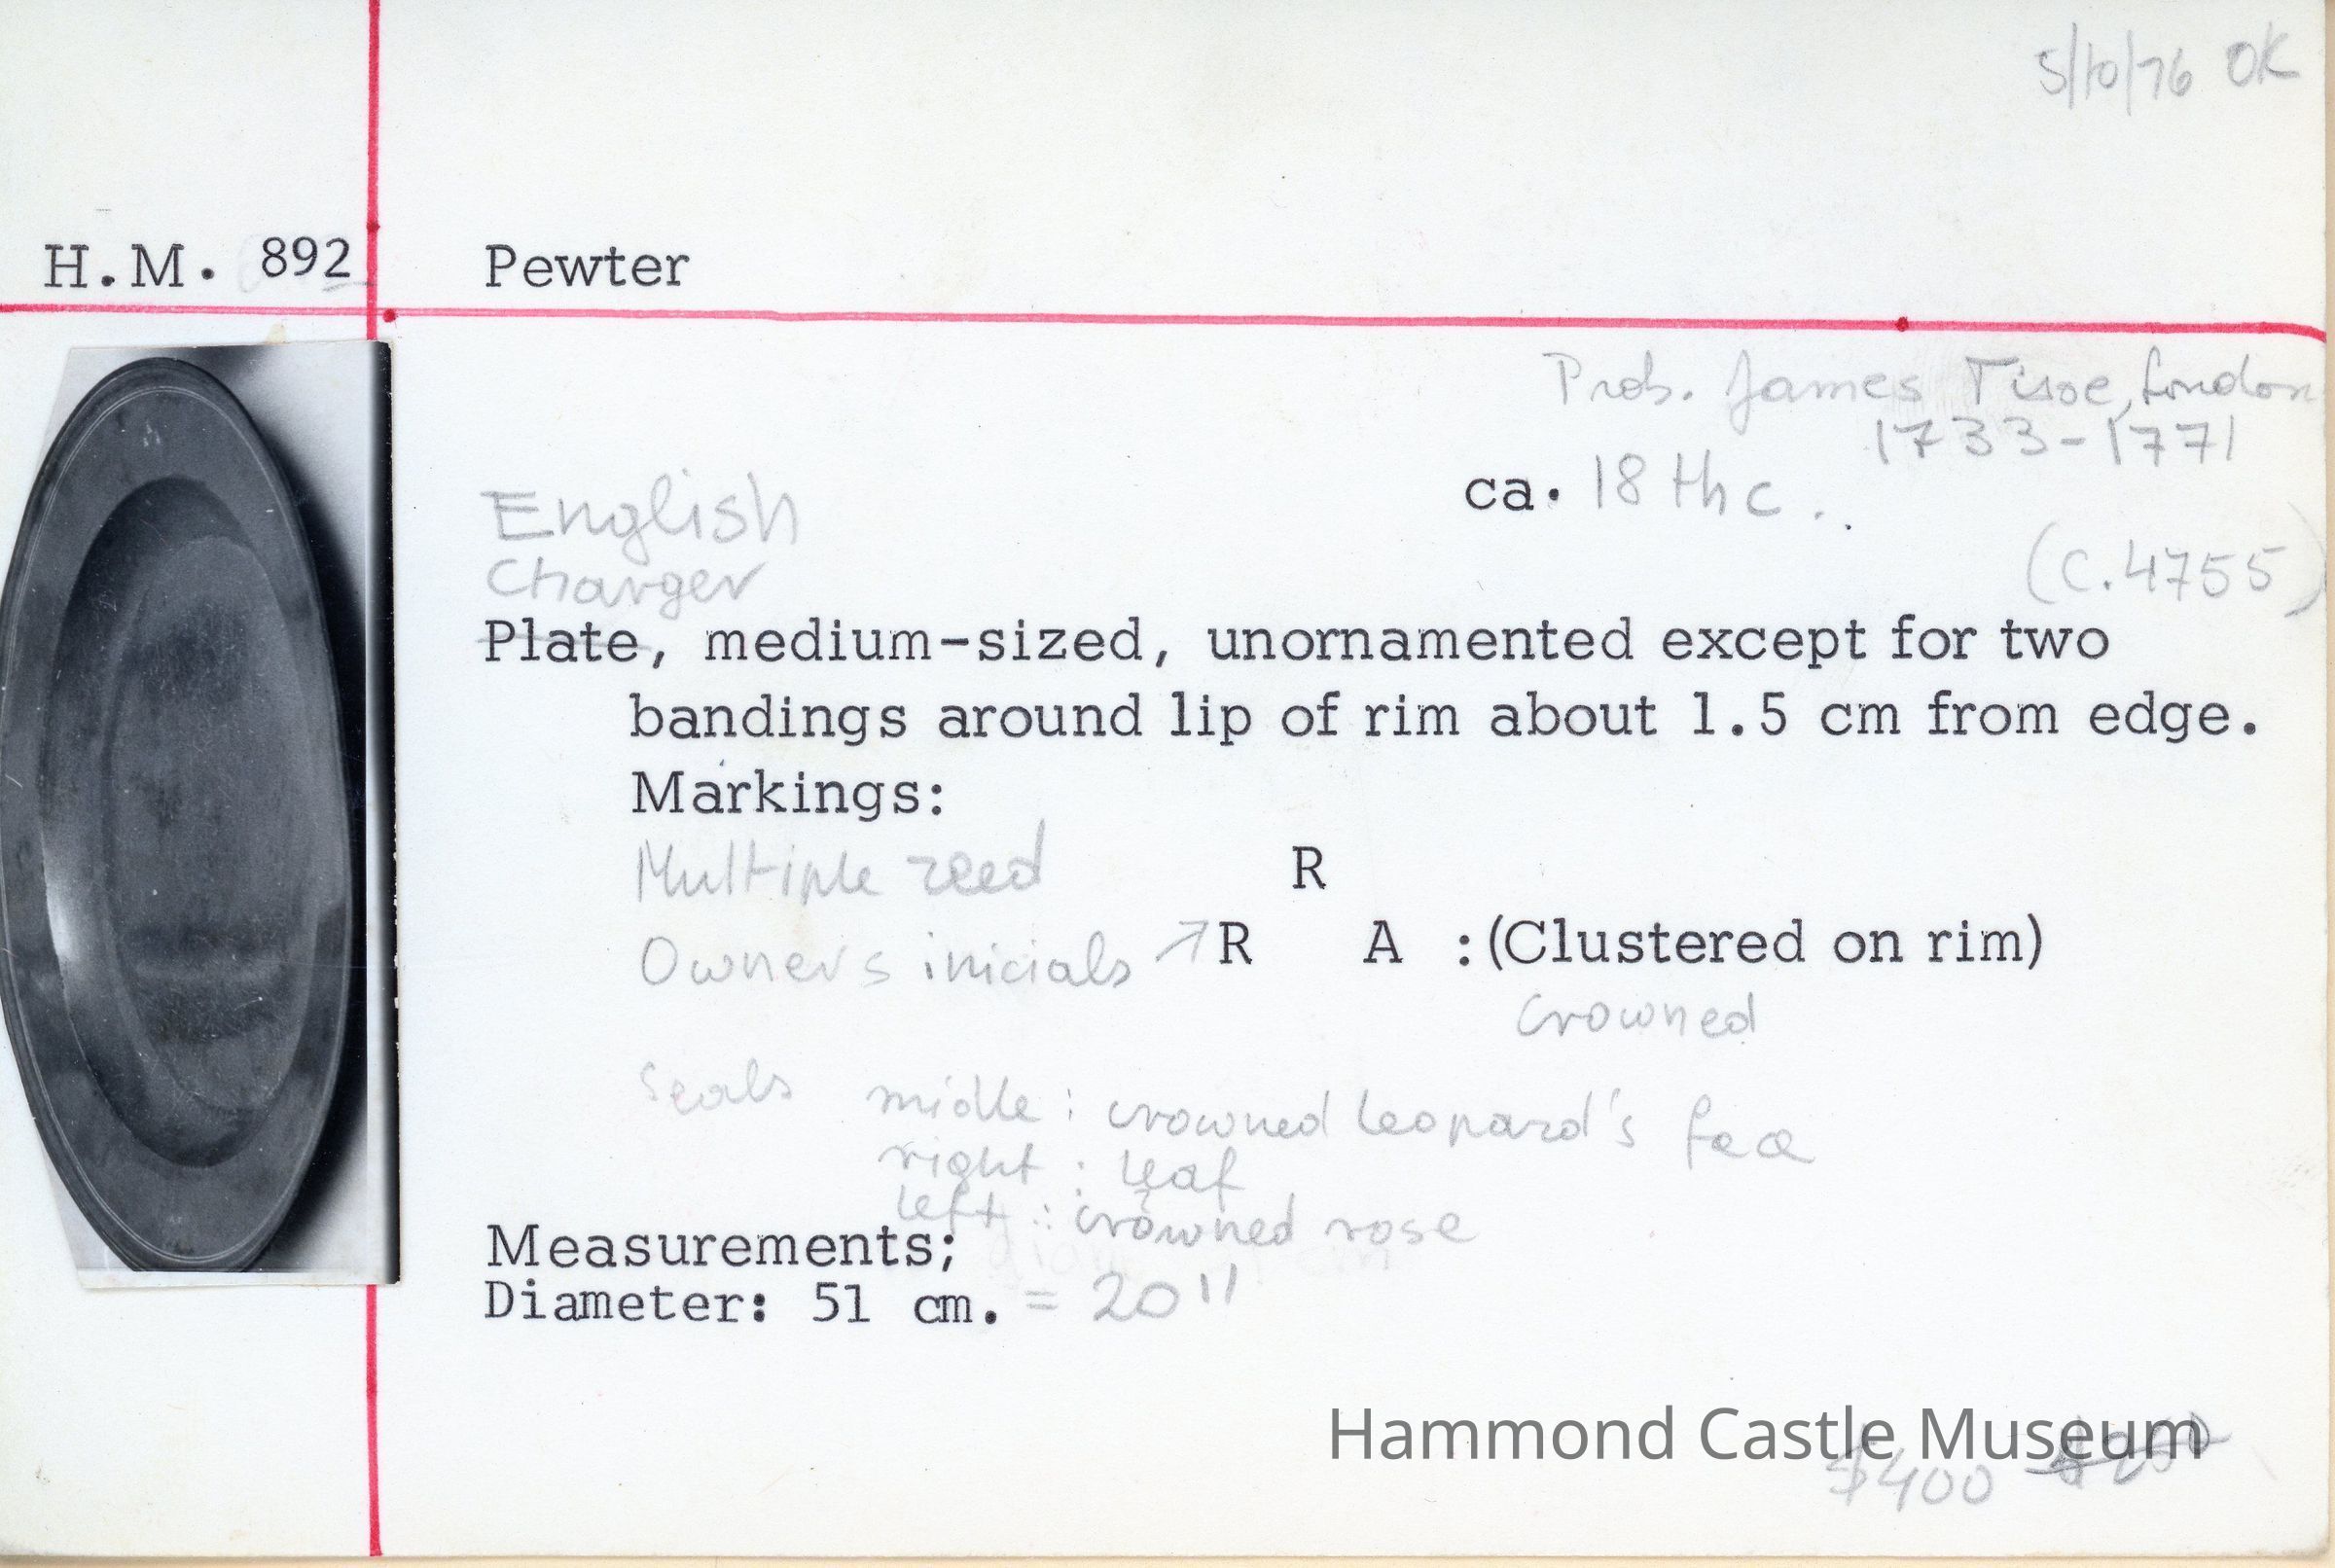 5/10/76 OK
H.M. 892 Pewter
Prob. James Tisoe, London
1733-1771
ca. 18th c.
English
(c.4755)
Charger
Plate, medium-sized, unornamented except for two
bandings around lip of rim about 1.5 cm from edge.
Markings:
Multiple reed R
Owners inicials ↗ R A :(Clustered on rim)
crowned
Seals midle : crowned leopard's face
right : leaf
left : crowned rose
Measurements;
Diameter: 51 cm. = 20"
Hammond Castle Museum
$400